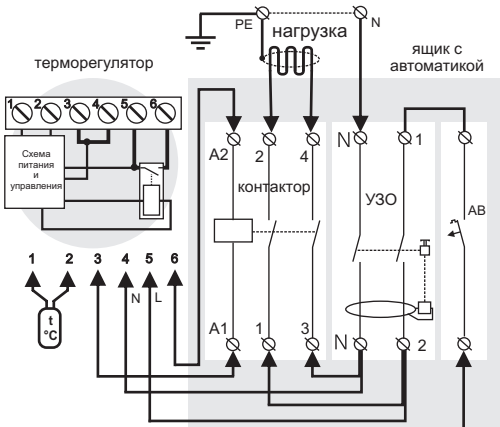 PE
N
нагрузка
ящик с
автоматикой
терморегулятор
1 2 3 4 5 6
Схема
питания
и
управления
A2 2 4 N 1
контактор
УЗО
АВ
1 2 3 4 5 6
N L
t
°C
A1 1 3 N 2